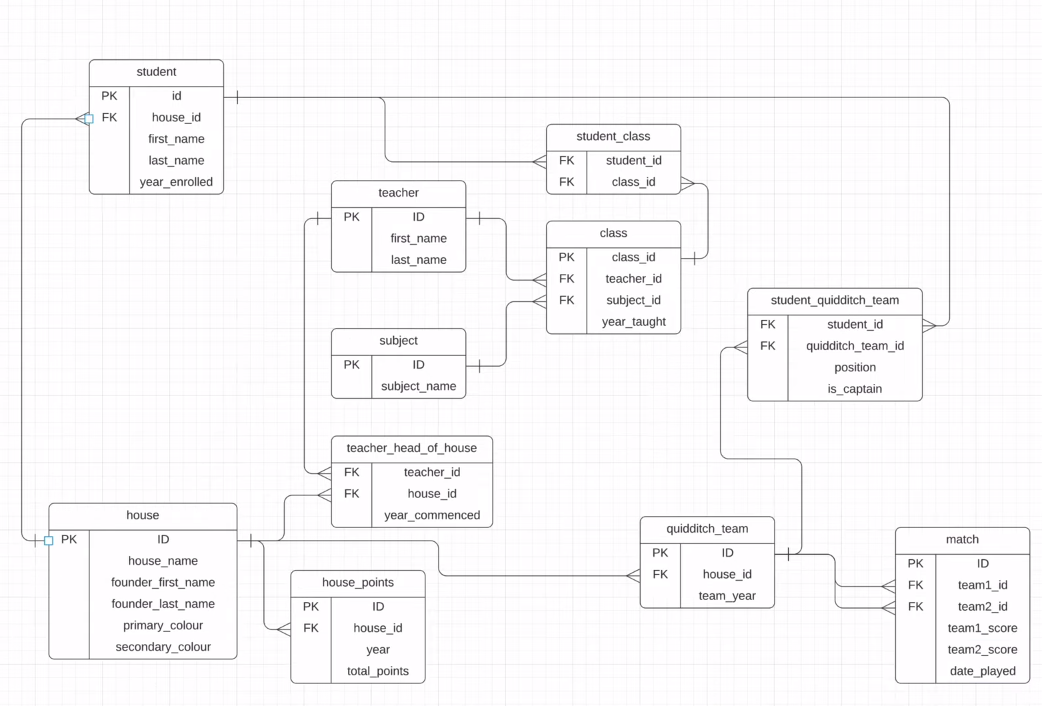 student
PK id
FK house_id
first_name
last_name
year_enrolled
student_class
FK student_id
FK class_id
teacher
PK ID
first_name
last_name
class
PK class_id
FK teacher_id
FK subject_id
year_taught
student_quidditch_team
FK student_id
FK quidditch_team_id
position
is_captain
subject
PK ID
subject_name
teacher_head_of_house
FK teacher_id
FK house_id
year_commenced
house
PK ID
house_name
founder_first_name
founder_last_name
primary_colour
secondary_colour
house_points
PK ID
FK house_id
year
total_points
quidditch_team
PK ID
FK house_id
team_year
match
PK ID
FK team1_id
FK team2_id
team1_score
team2_score
date_played